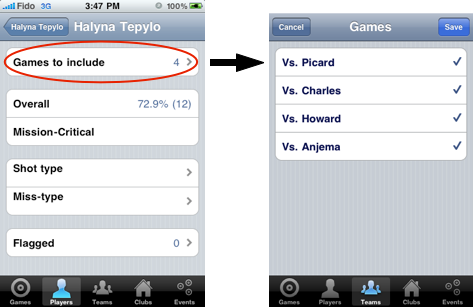 Fido 3G 3:47 PM 100%
Halyna Tepylo Halyna Tepylo
Games to include 4
Overall 72.9% (12)
Mission-Critical
Shot type
Miss-type
Flagged 0
Games Players Teams Clubs Events
Cancel Games Save
Vs. Picard
Vs. Charles
Vs. Howard
Vs. Anjema
Games Players Teams Clubs Events